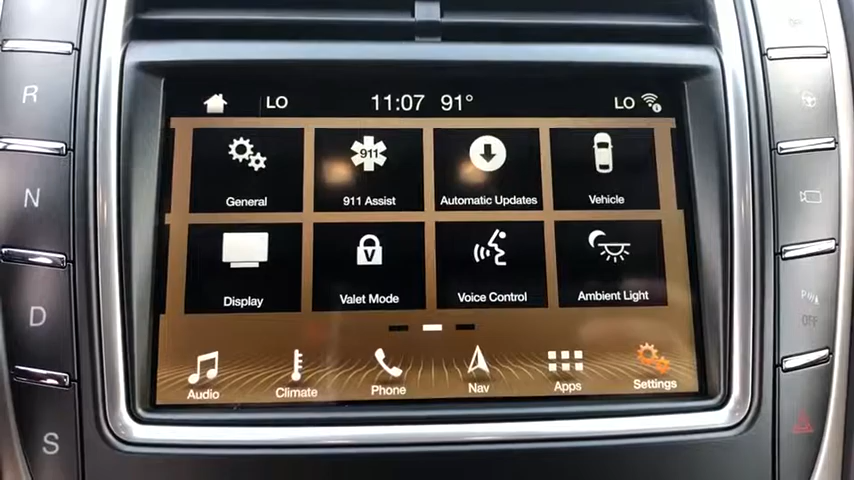 LO 11:07 91° LO
R
N
D
S
General 911 911 Assist Automatic Updates Vehicle
Display V Valet Mode Voice Control Ambient Light
Audio Climate Phone Nav Apps Settings
OFF